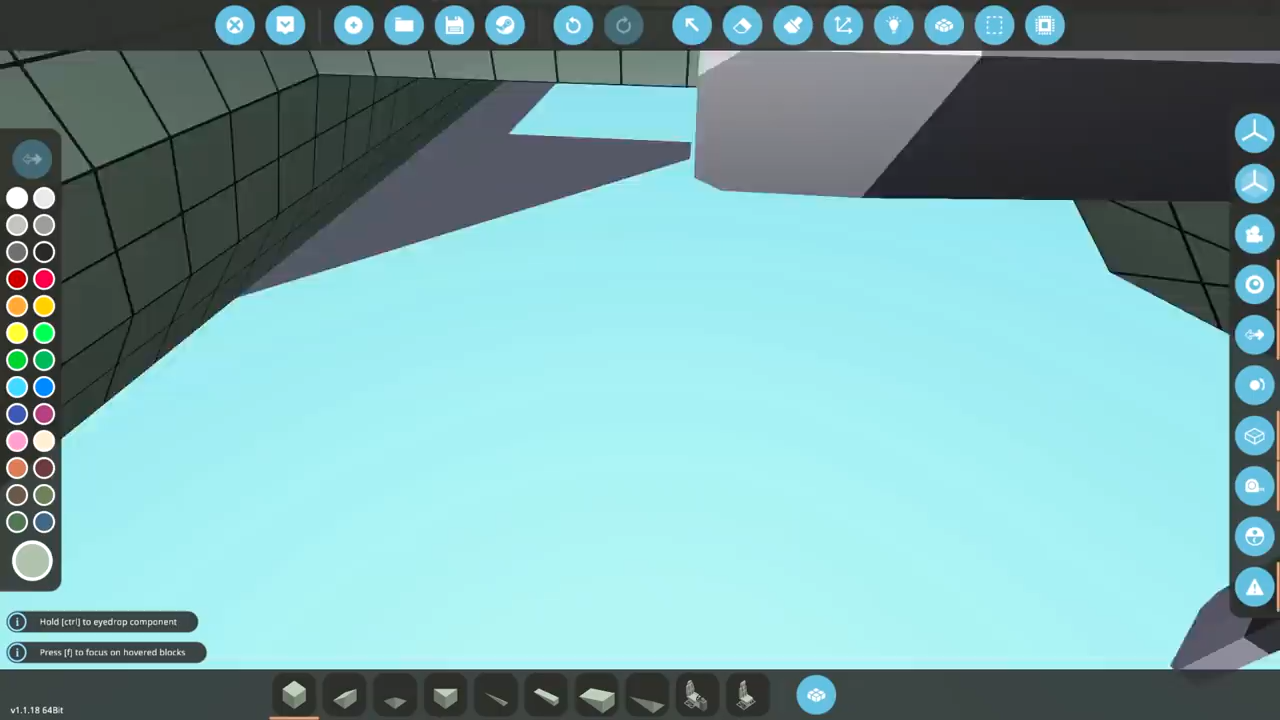 Hold [ctrl] to eyedrop component
Press [f] to focus on hovered blocks
v1.1.18 64Bit